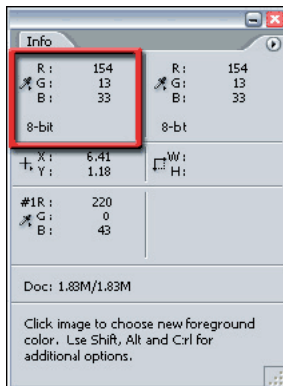 Info
R: 154 R: 154
G: 13 G: 13
B: 33 B: 33
8-bit 8-bt
X: 6.41 W:
Y: 1.18 H:
#1R: 220
G: 0
B: 43
Doc: 1.83M/1.83M
Click image to choose new foreground
color. Lse Shift, Alt and C:rl for
additional options.